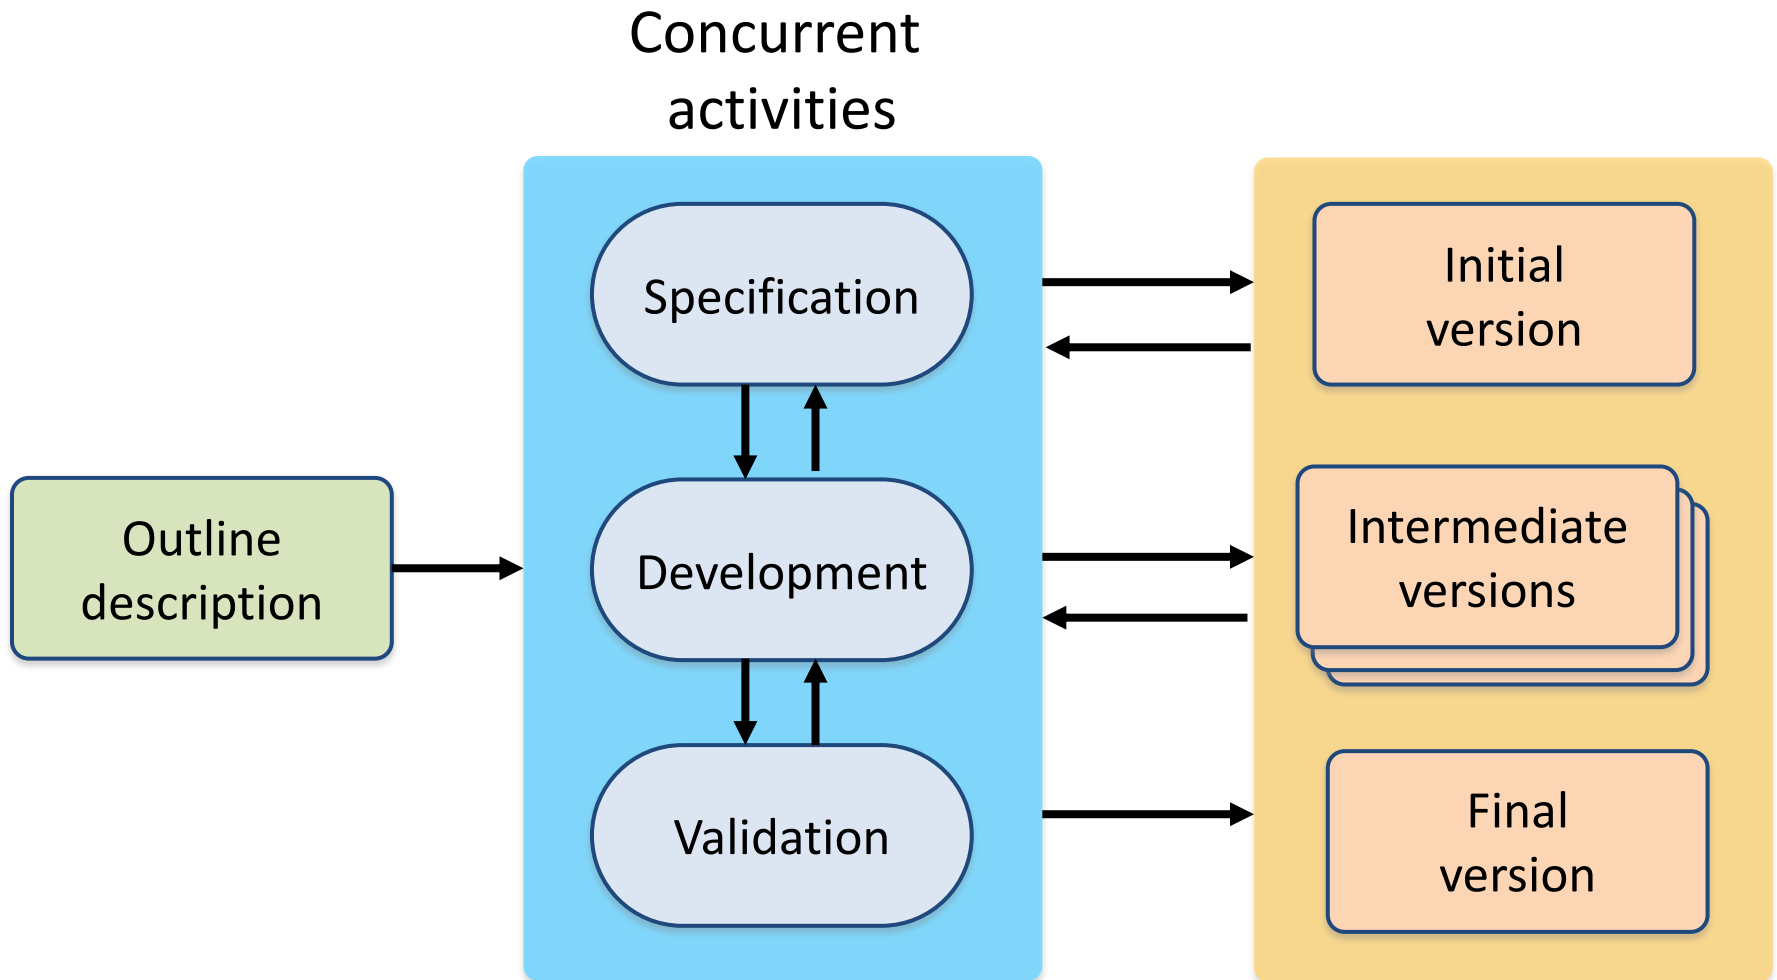 Concurrent
activities
Outline
description
Specification
Development
Validation
Initial
version
Intermediate
versions
Final
version